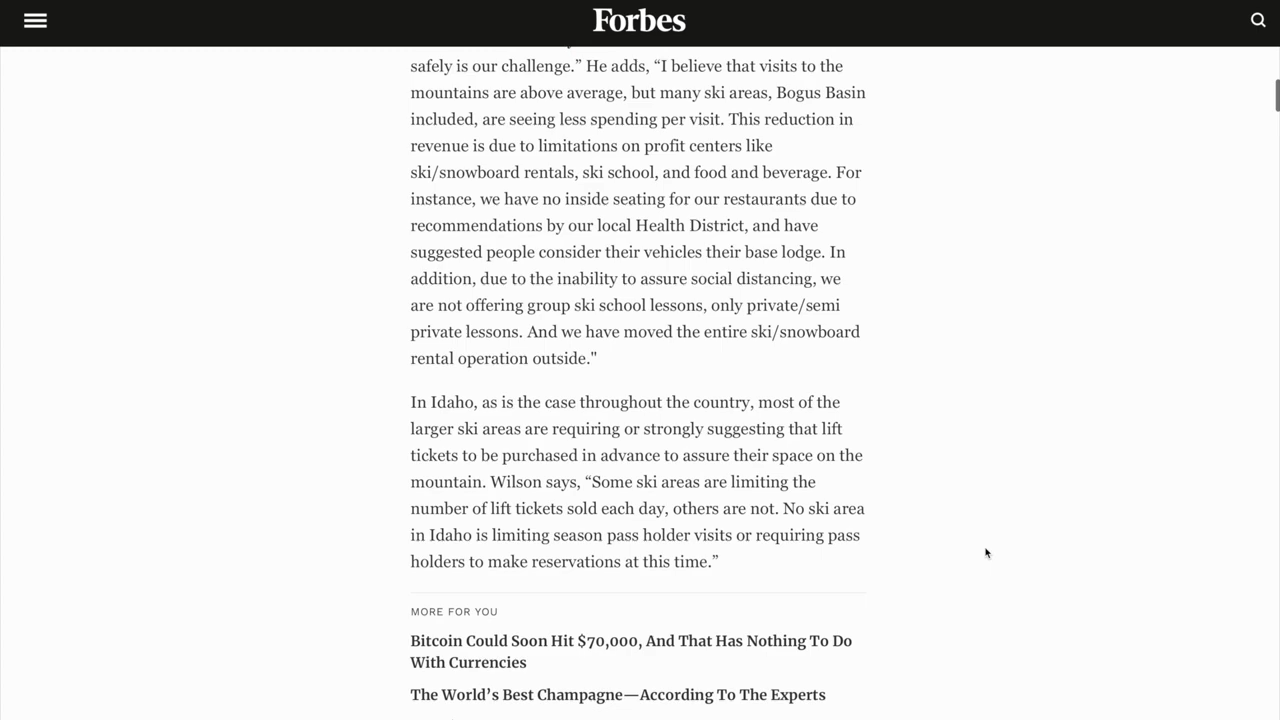 Forbes
safely is our challenge.” He adds, “I believe that visits to the
mountains are above average, but many ski areas, Bogus Basin
included, are seeing less spending per visit. This reduction in
revenue is due to limitations on profit centers like
ski/snowboard rentals, ski school, and food and beverage. For
instance, we have no inside seating for our restaurants due to
recommendations by our local Health District, and have
suggested people consider their vehicles their base lodge. In
addition, due to the inability to assure social distancing, we
are not offering group ski school lessons, only private/semi
private lessons. And we have moved the entire ski/snowboard
rental operation outside."
In Idaho, as is the case throughout the country, most of the
larger ski areas are requiring or strongly suggesting that lift
tickets to be purchased in advance to assure their space on the
mountain. Wilson says, “Some ski areas are limiting the
number of lift tickets sold each day, others are not. No ski area
in Idaho is limiting season pass holder visits or requiring pass
holders to make reservations at this time.”
MORE FOR YOU
Bitcoin Could Soon Hit $70,000, And That Has Nothing To Do
With Currencies
The World’s Best Champagne—According To The Experts